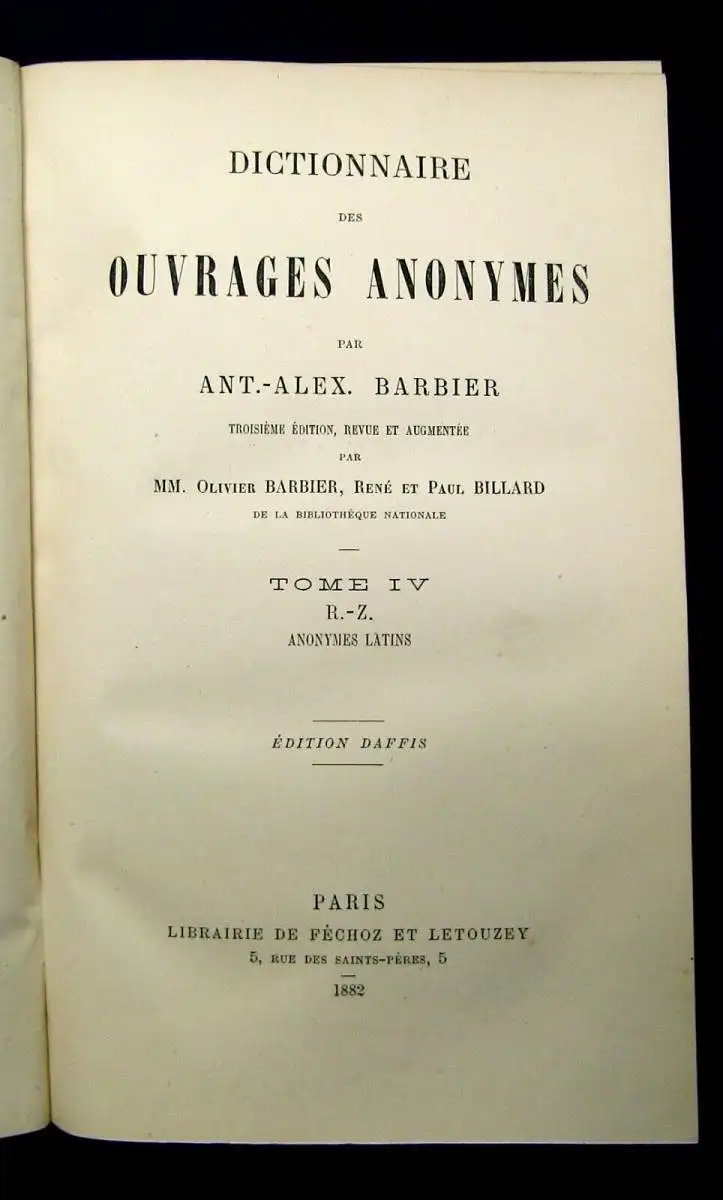 DICTIONNAIRE
DES
OUVRAGES ANONYMES
PAR
ANT.-ALEX. BARBIER
TROISIÈME ÉDITION, REVUE ET AUGMENTÉE
PAR
MM. OLIVIER BARBIER, RENÉ ET PAUL BILLARD
DE LA BIBLIOTHÈQUE NATIONALE
TOME IV
R.-Z.
ANONYMES LATINS
ÉDITION DAFFIS
PARIS
LIBRAIRIE DE FÉCHOZ ET LETOUZEY
5, RUE DES SAINTS-PÉRES, 5
1882